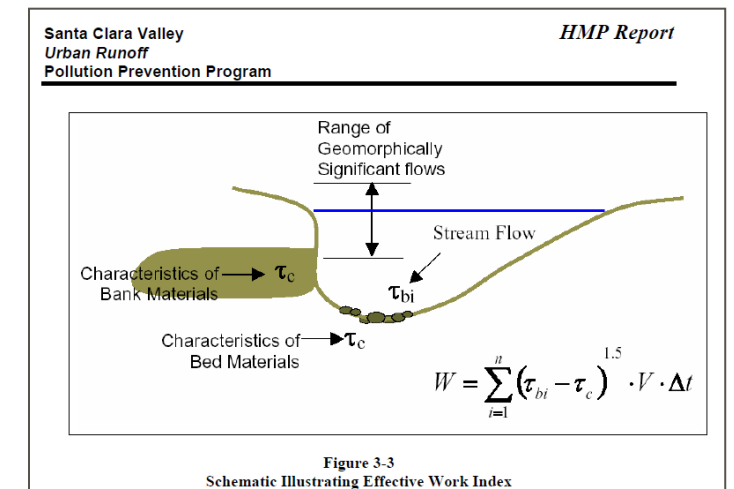 Santa Clara Valley
Urban Runoff
Pollution Prevention Program
HMP Report
Range of
Geomorphically
Significant flows
Stream Flow
Characteristics of
Bank Materials
τc
τbi
Characteristics of
Bed Materials
τc
W = ∑ i=1 n (τbi − τc)^1.5 · V · Δt
Figure 3-3
Schematic Illustrating Effective Work Index